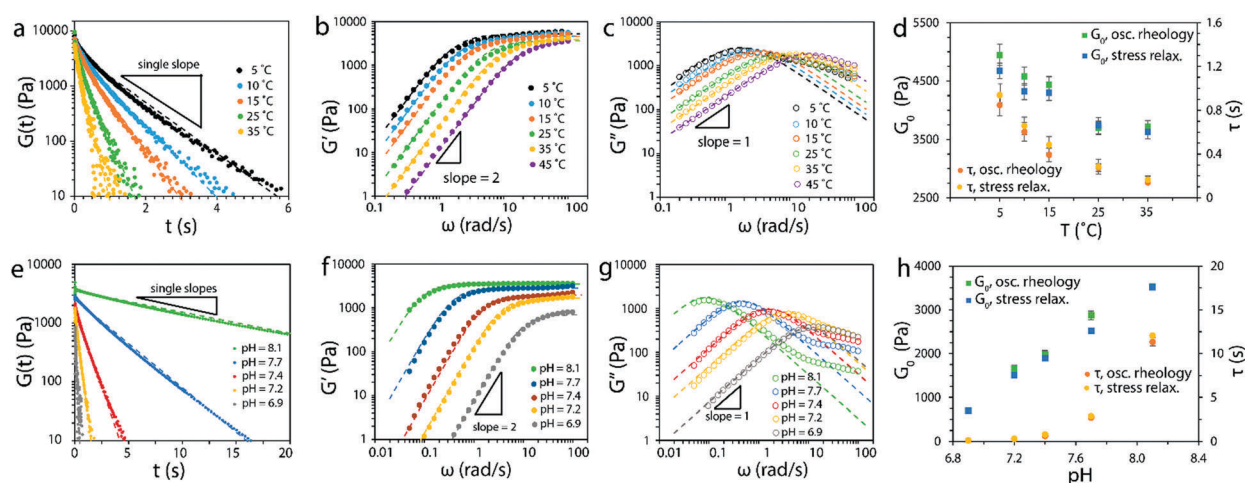 a
G(t) (Pa)
10000
1000
100
10
0 2 4 6
t (s)
single slope
5 ˚C
10 ˚C
15 ˚C
25 ˚C
35 ˚C
b
G′ (Pa)
10000
1000
100
10
1
0.1 1 10 100
ω (rad/s)
5 ˚C
10 ˚C
15 ˚C
25 ˚C
35 ˚C
45 ˚C
slope = 2
c
G″ (Pa)
10000
1000
100
10
1
0.1 1 10 100
ω (rad/s)
slope = 1
5 ˚C
10 ˚C
15 ˚C
25 ˚C
35 ˚C
45 ˚C
d
G₀ (Pa)
5500
4500
3500
2500
5 15 25 35
T (˚C)
1.6
1.2
0.8
0.4
0
τ (s)
G₀, osc. rheology
G₀, stress relax.
τ, osc. rheology
τ, stress relax.
e
G(t) (Pa)
10000
1000
100
10
0 5 10 15 20
t (s)
single slopes
pH = 8.1
pH = 7.7
pH = 7.4
pH = 7.2
pH = 6.9
f
G′ (Pa)
10000
1000
100
10
1
0.01 0.1 1 10 100
ω (rad/s)
pH = 8.1
pH = 7.7
pH = 7.4
pH = 7.2
pH = 6.9
slope = 2
g
G″ (Pa)
10000
1000
100
10
1
0.01 0.1 1 10 100
ω (rad/s)
slope = 1
pH = 8.1
pH = 7.7
pH = 7.4
pH = 7.2
pH = 6.9
h
G₀ (Pa)
4000
3000
2000
1000
0
6.8 7.2 7.6 8.0 8.4
pH
20
15
10
5
0
τ (s)
G₀, osc. rheology
G₀, stress relax.
τ, osc. rheology
τ, stress relax.